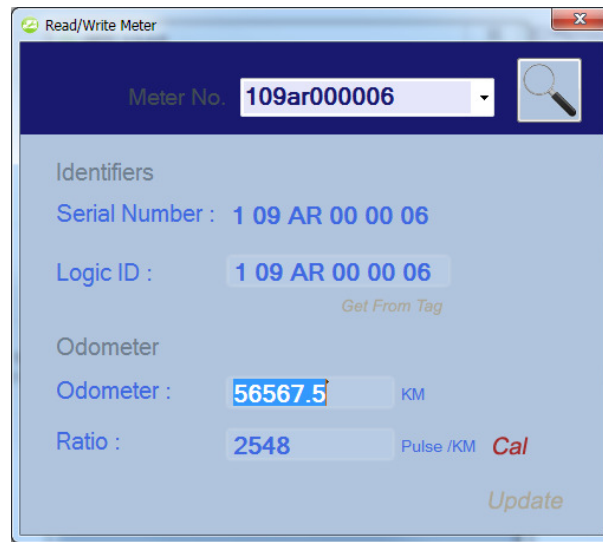 Read/Write Meter
Meter No. 109ar000006
Identifiers
Serial Number : 1 09 AR 00 00 06
Logic ID : 1 09 AR 00 00 06
Get From Tag
Odometer
Odometer : 56567.5 KM
Ratio : 2548 Pulse /KM Cal
Update